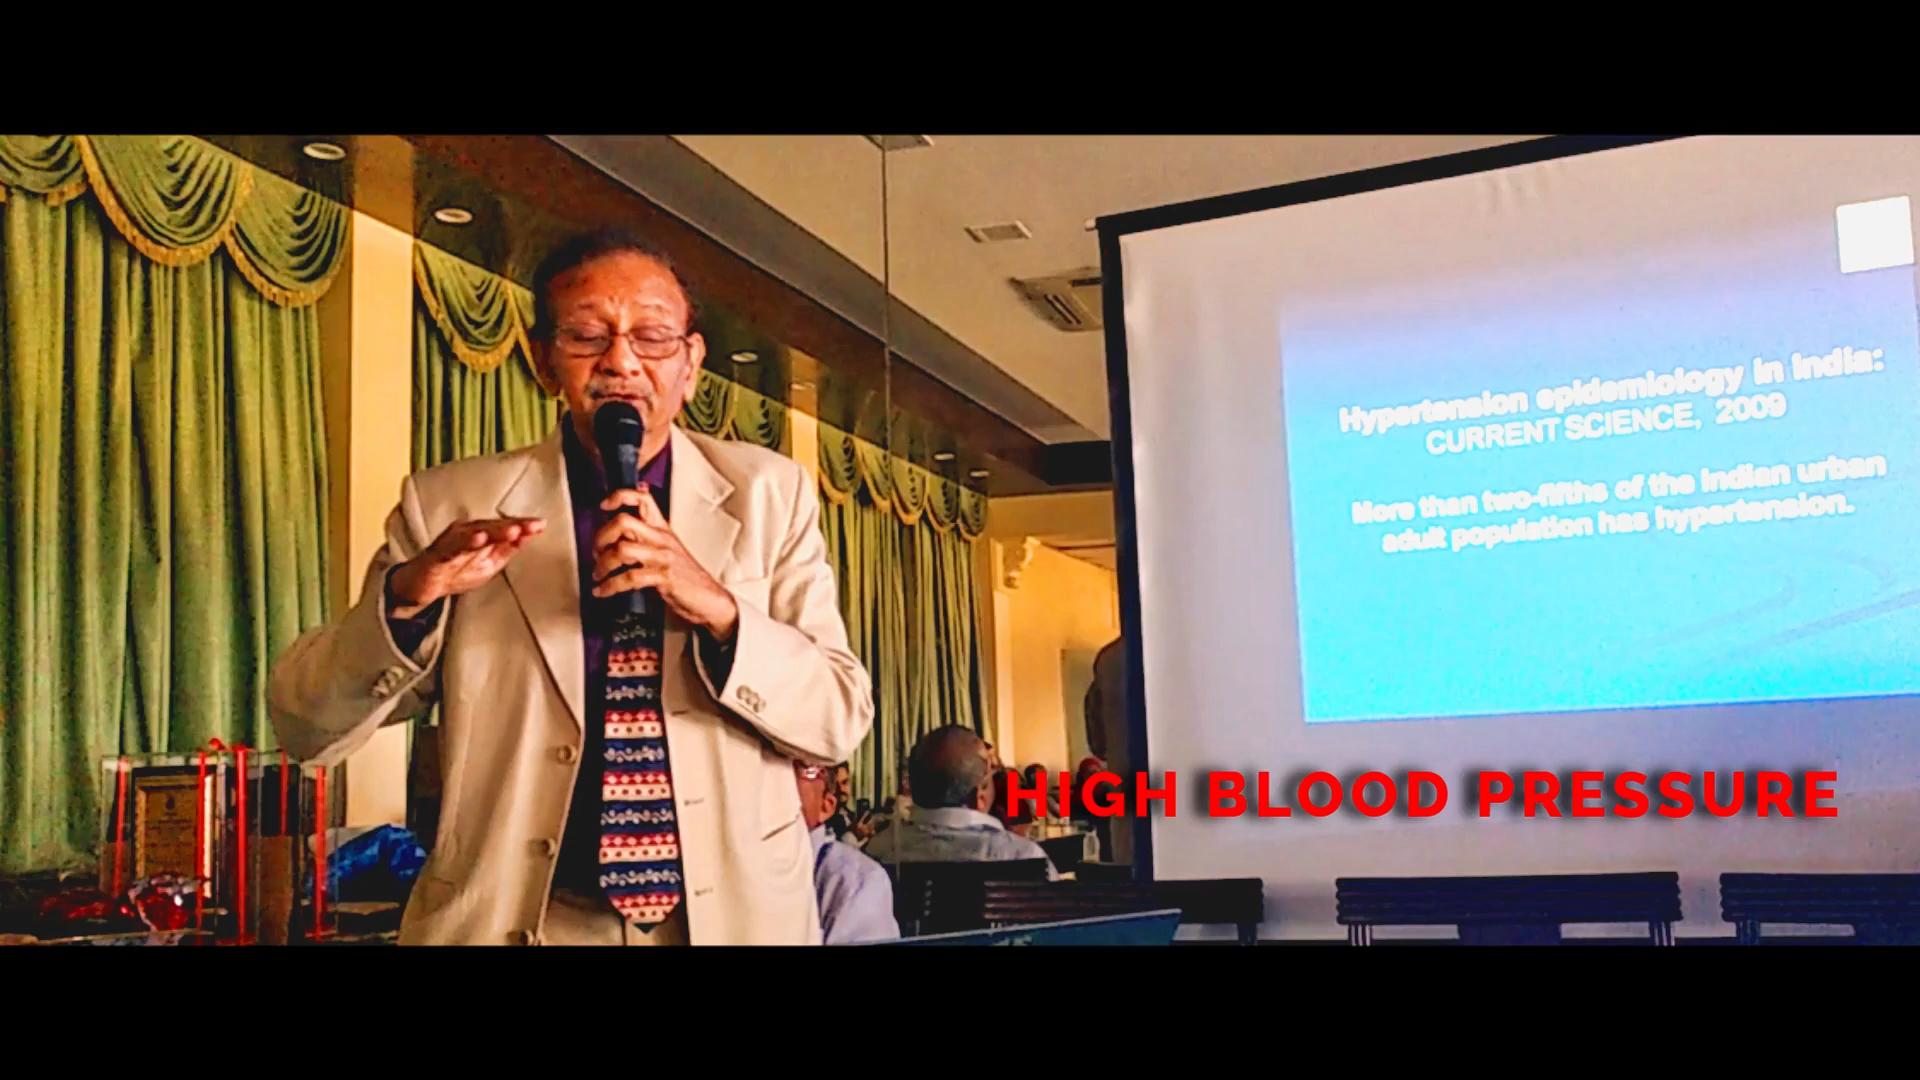 Hypertension epidemiology in India:
CURRENT SCIENCE, 2009
More than two-fifths of the Indian urban
adult population has hypertension.
HIGH BLOOD PRESSURE